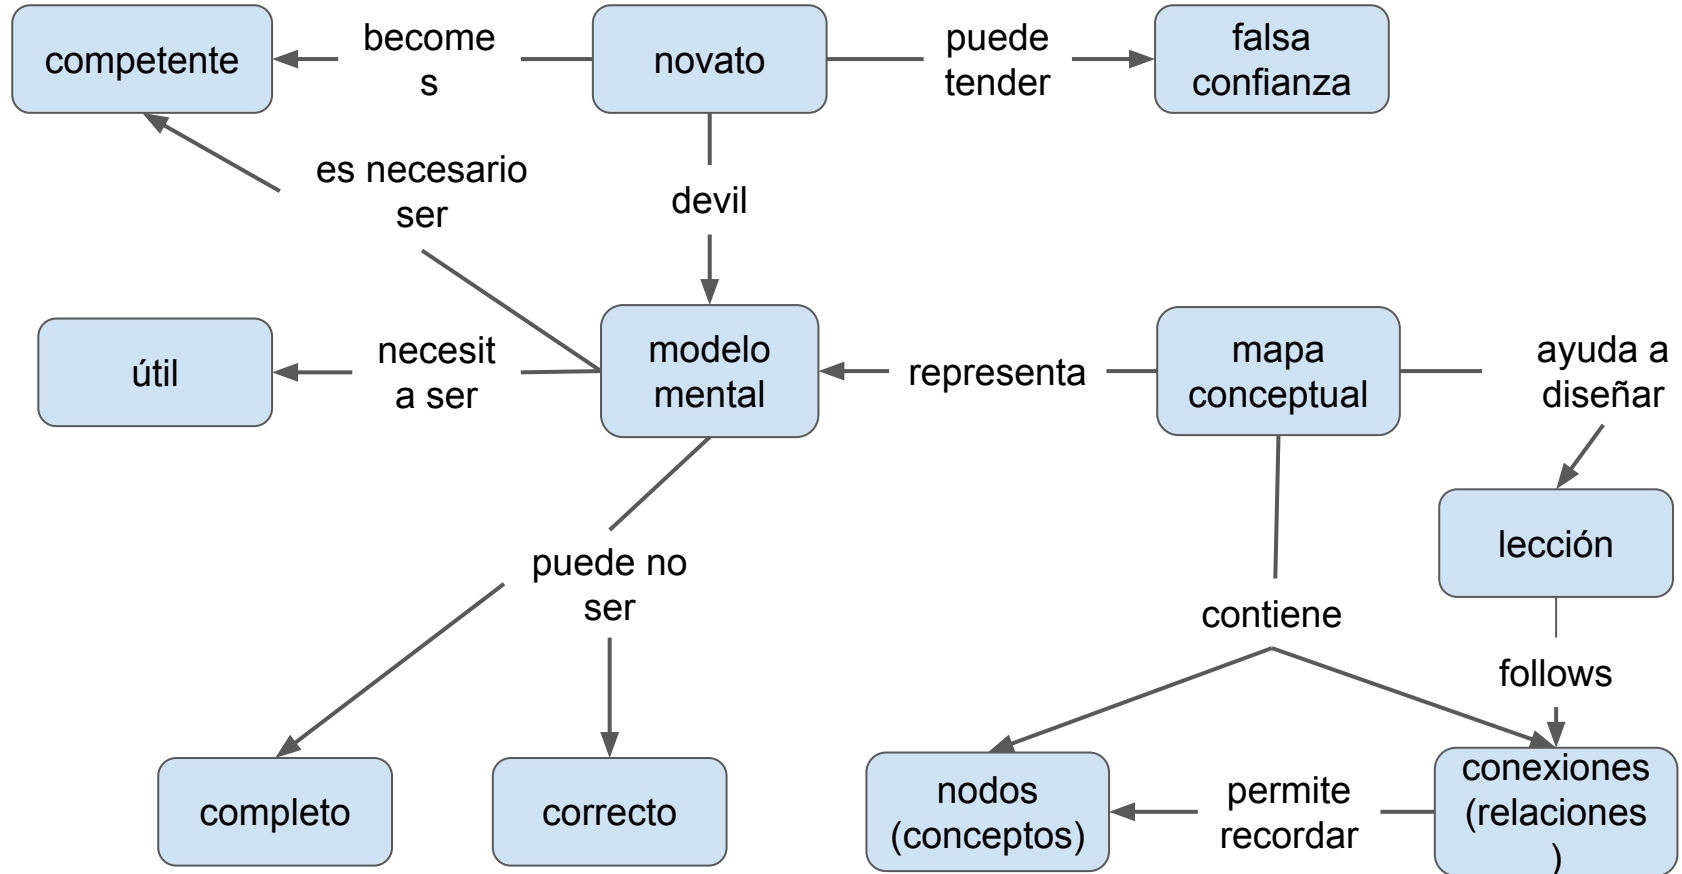 competente
become
s
novato
puede
tender
falsa
confianza
es necesario
ser
devil
útil
necesit
a ser
modelo
mental
representa
mapa
conceptual
ayuda a
diseñar
lección
puede no
ser
contiene
follows
completo
correcto
nodos
(conceptos)
permite
recordar
conexiones
(relaciones
)